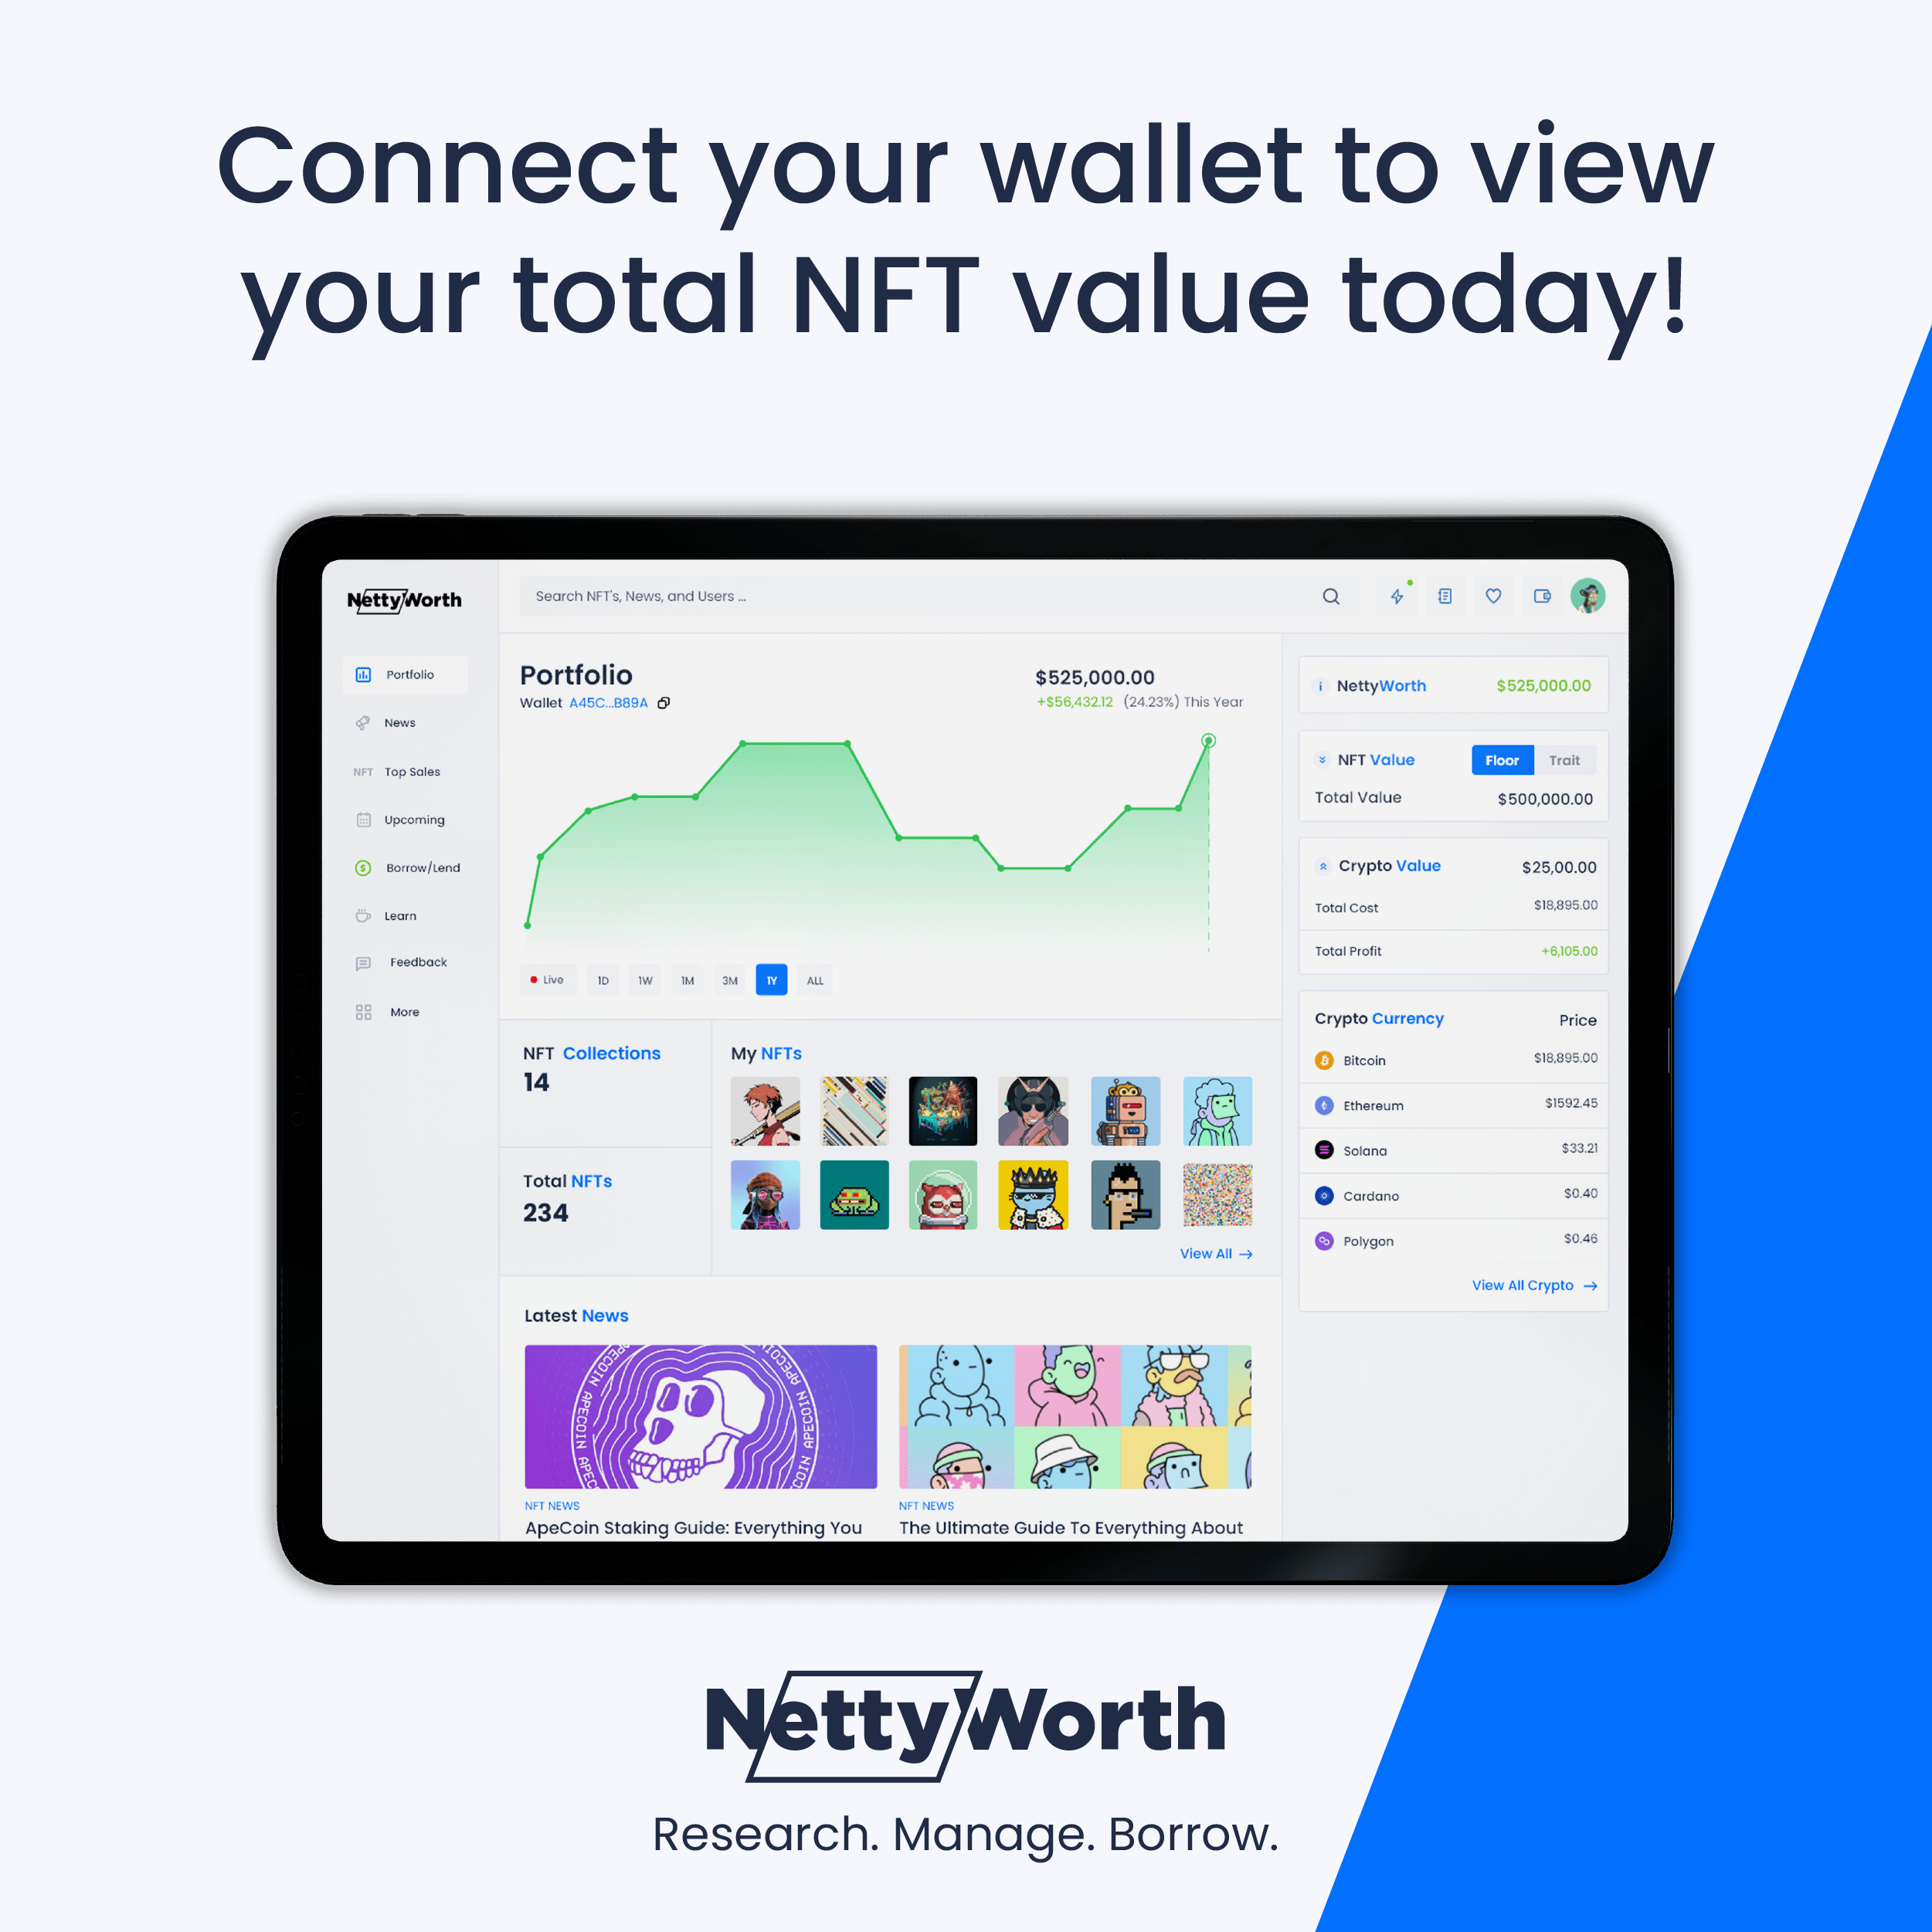 Connect your wallet to view
your total NFT value today!
NettyWorth
Search NFT's, News, and Users ...
Portfolio
News
NFT Top Sales
Upcoming
Borrow/Lend
Learn
Feedback
More
Portfolio
Wallet A45C...B89A
$525,000.00
+$56,432.12 (24.23%) This Year
Live 1D 1W 1M 3M 1Y ALL
NFT Collections
14
Total NFTs
234
My NFTs
View All →
Latest News
APECOIN APECOIN APECOIN
NFT NEWS
ApeCoin Staking Guide: Everything You
NFT NEWS
The Ultimate Guide To Everything About
i NettyWorth $525,000.00
NFT Value Floor Trait
Total Value $500,000.00
Crypto Value $25,00.00
Total Cost $18,895.00
Total Profit +6,105.00
Crypto Currency Price
Bitcoin $18,895.00
Ethereum $1592.45
Solana $33.21
Cardano $0.40
Polygon $0.46
View All Crypto →
NettyWorth
Research. Manage. Borrow.